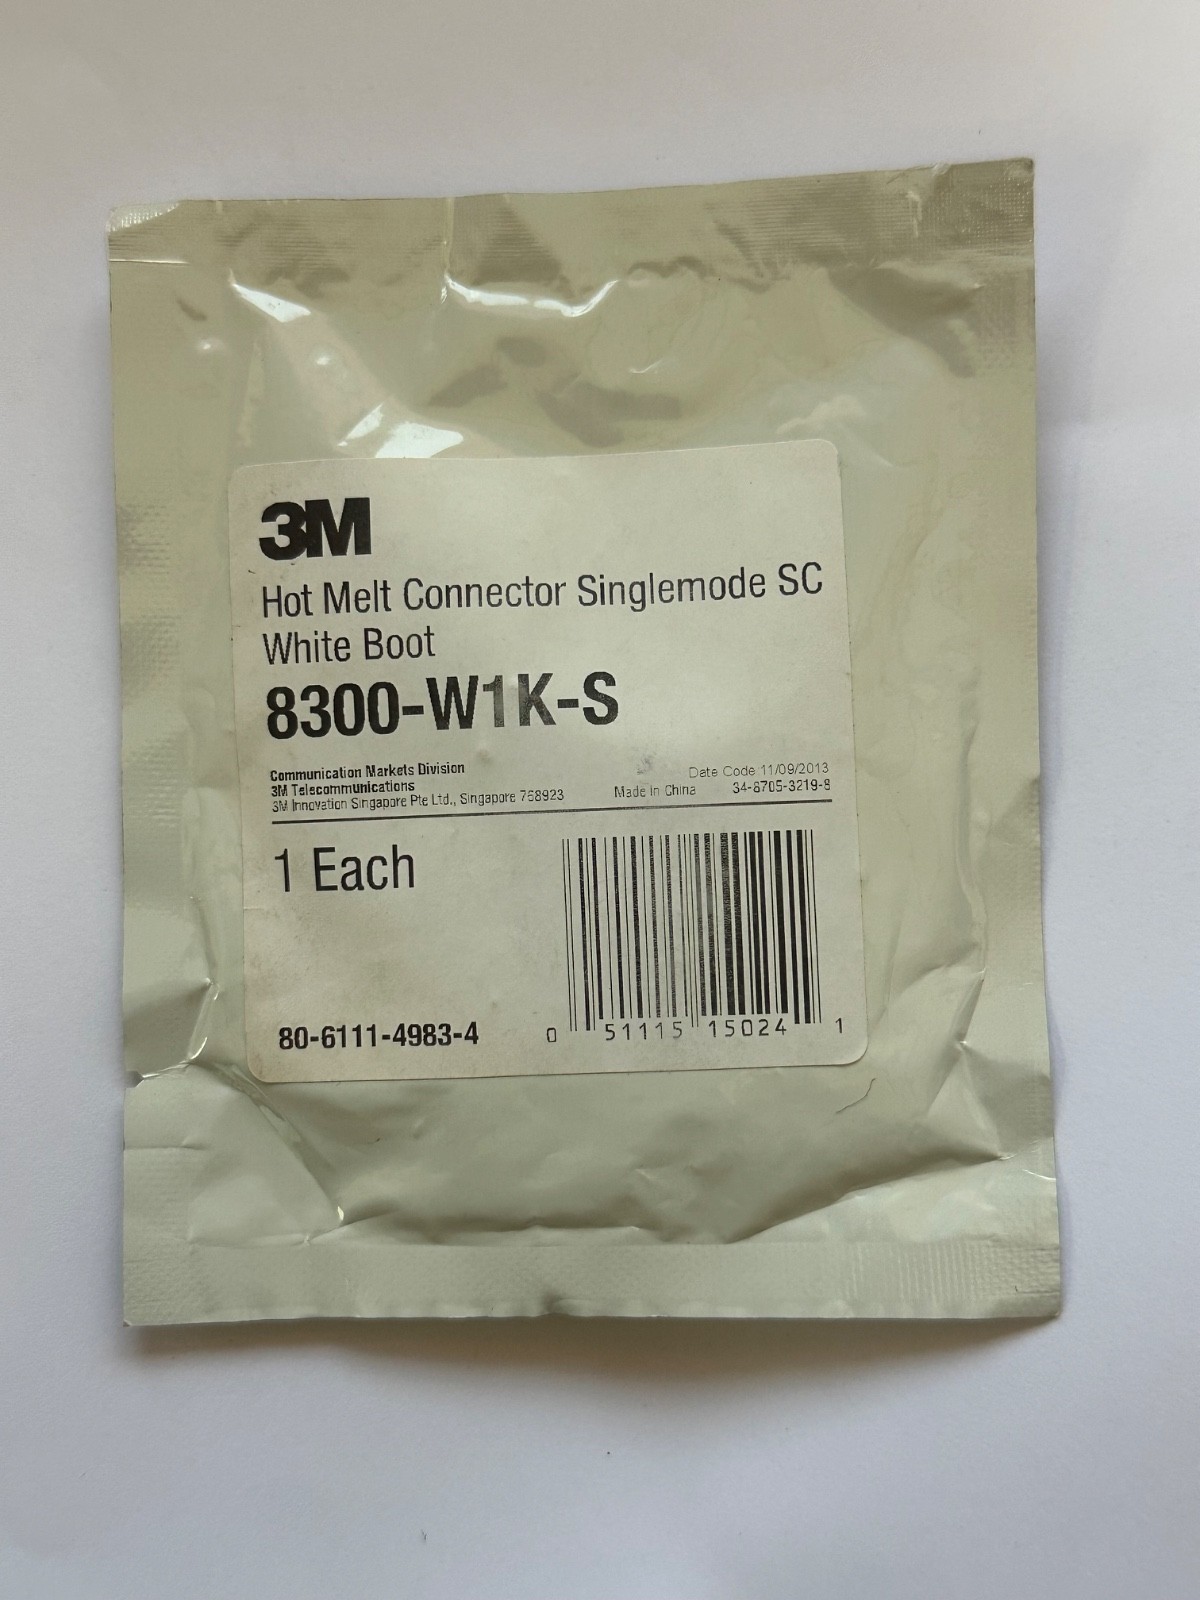 3M
Hot Melt Connector Singlemode SC
White Boot
8300-W1K-S
Communication Markets Division
3M Telecommunications
3M Innovation Singapore Pte Ltd., Singapore 768923
Date Code 11/09/2013
Made in China 34-8705-3219-8
1 Each
80-6111-4983-4
0 51115 15024 1